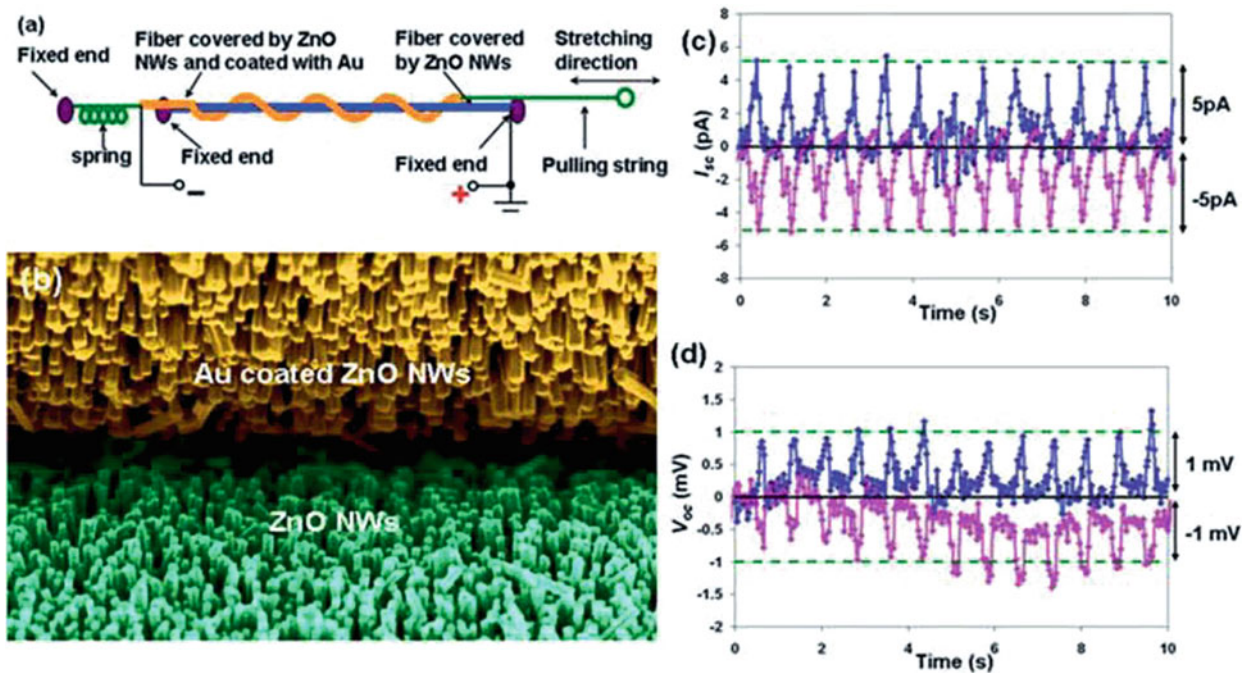 (a)
Fixed end
Fiber covered by ZnO
NWs and coated with Au
Fiber covered
by ZnO NWs
Stretching
direction
spring
Fixed end
Fixed end
Pulling string
−
+
(b)
Au coated ZnO NWs
ZnO NWs
(c)
8
6
4
2
0
-2
-4
-6
-8
Isc (pA)
0
2
4
6
8
10
Time (s)
5pA
-5pA
(d)
2
1.5
1
0.5
0
-0.5
-1
-1.5
-2
Voc (mV)
0
2
4
6
8
10
Time (s)
1 mV
-1 mV